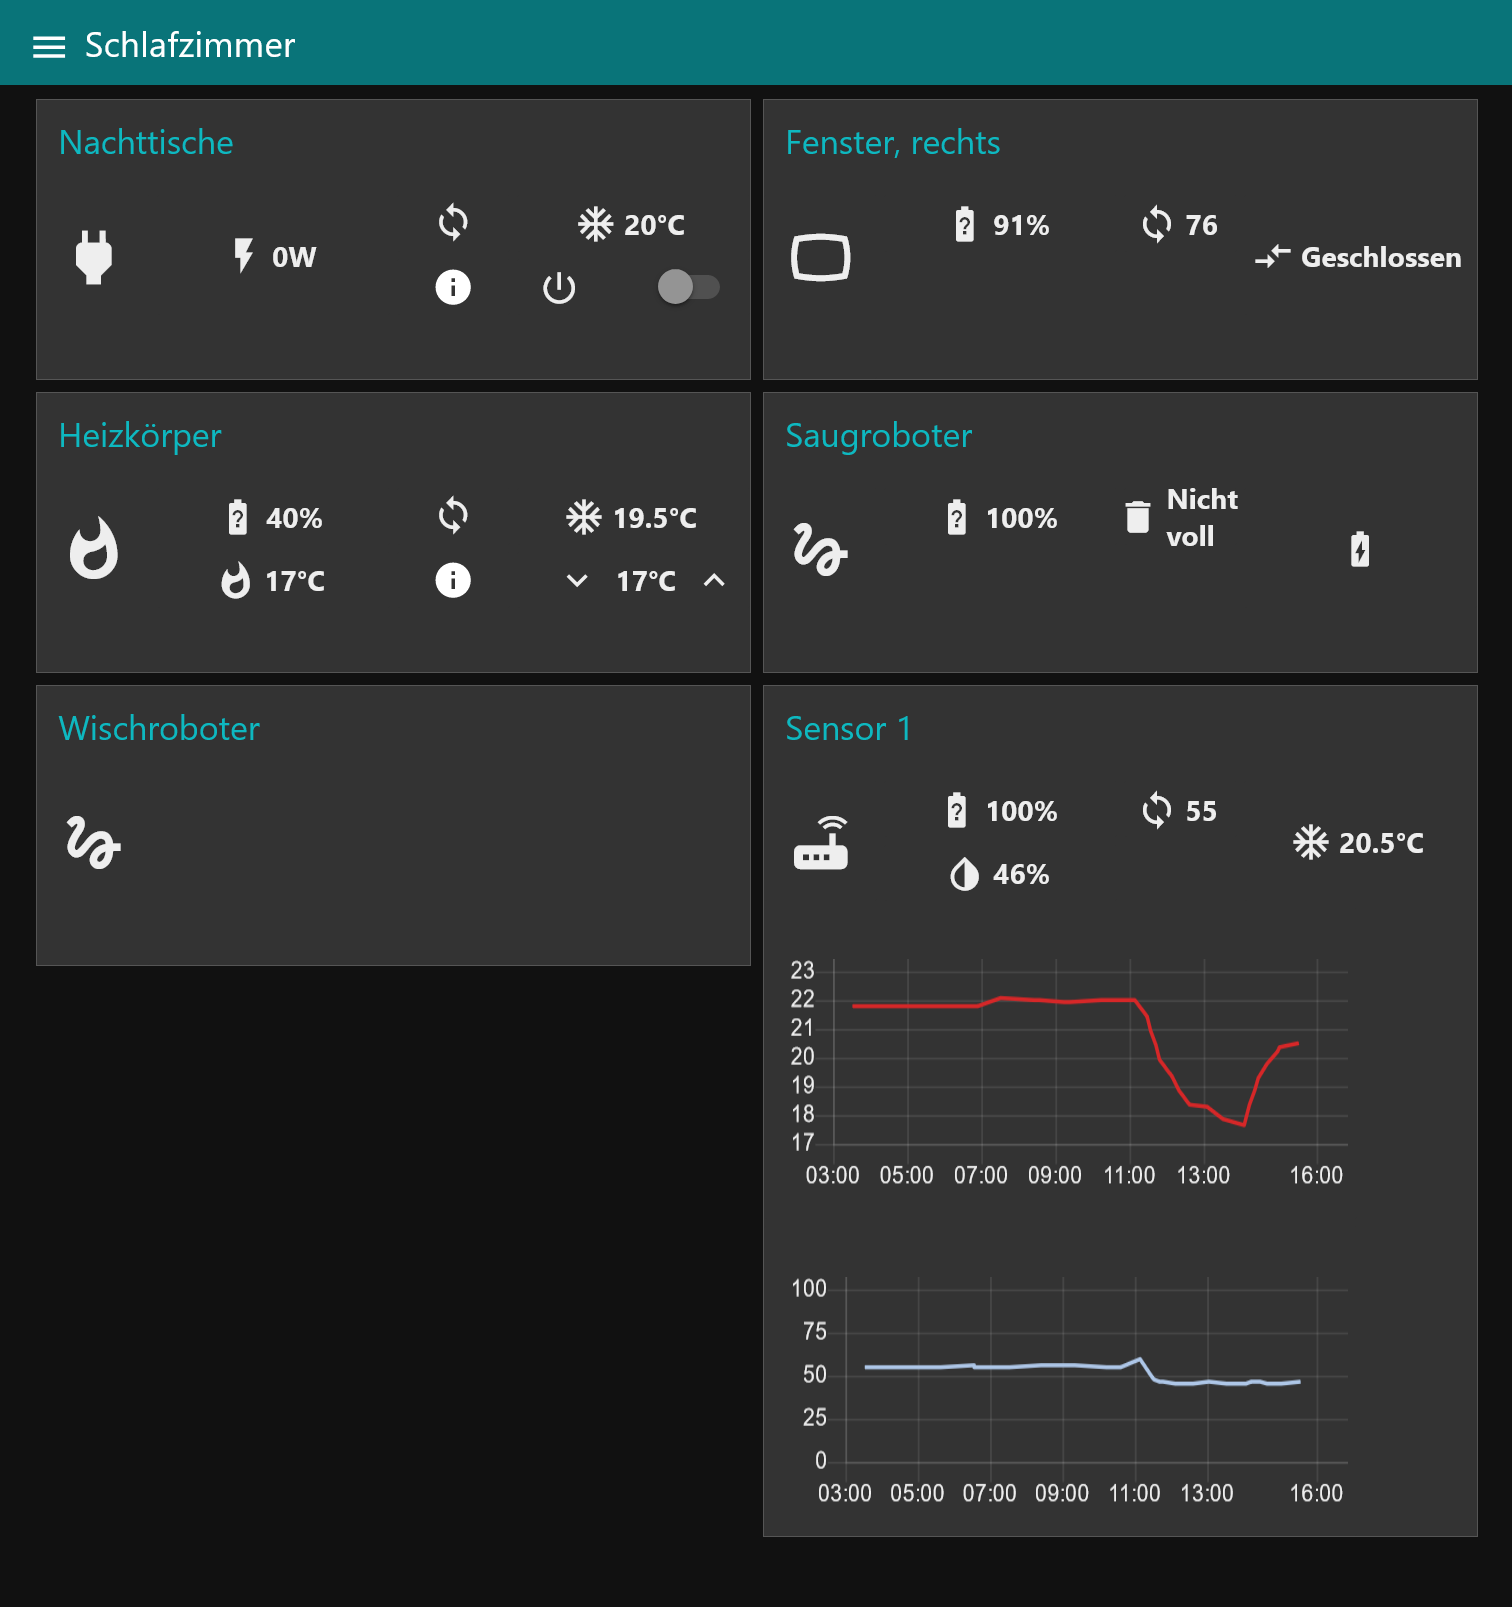 Schlafzimmer
Nachttische
0W
20°C
Fenster, rechts
91%
76
Geschlossen
Heizkörper
40%
19.5°C
17°C
17°C
Saugroboter
100%
Nicht
voll
Wischroboter
Sensor 1
100%
55
20.5°C
46%
23
22
21
20
19
18
17
03:00 05:00 07:00 09:00 11:00 13:00 16:00
100
75
50
25
0
03:00 05:00 07:00 09:00 11:00 13:00 16:00